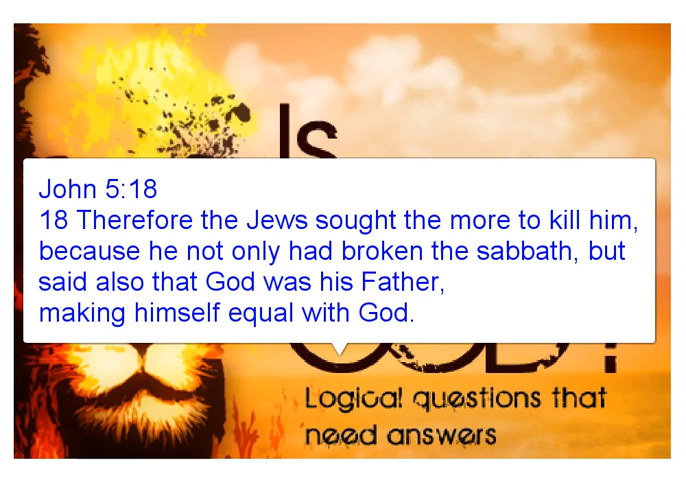 Is
John 5:18
18 Therefore the Jews sought the more to kill him,
because he not only had broken the sabbath, but
said also that God was his Father,
making himself equal with God.
GOD?
Logical questions that
need answers